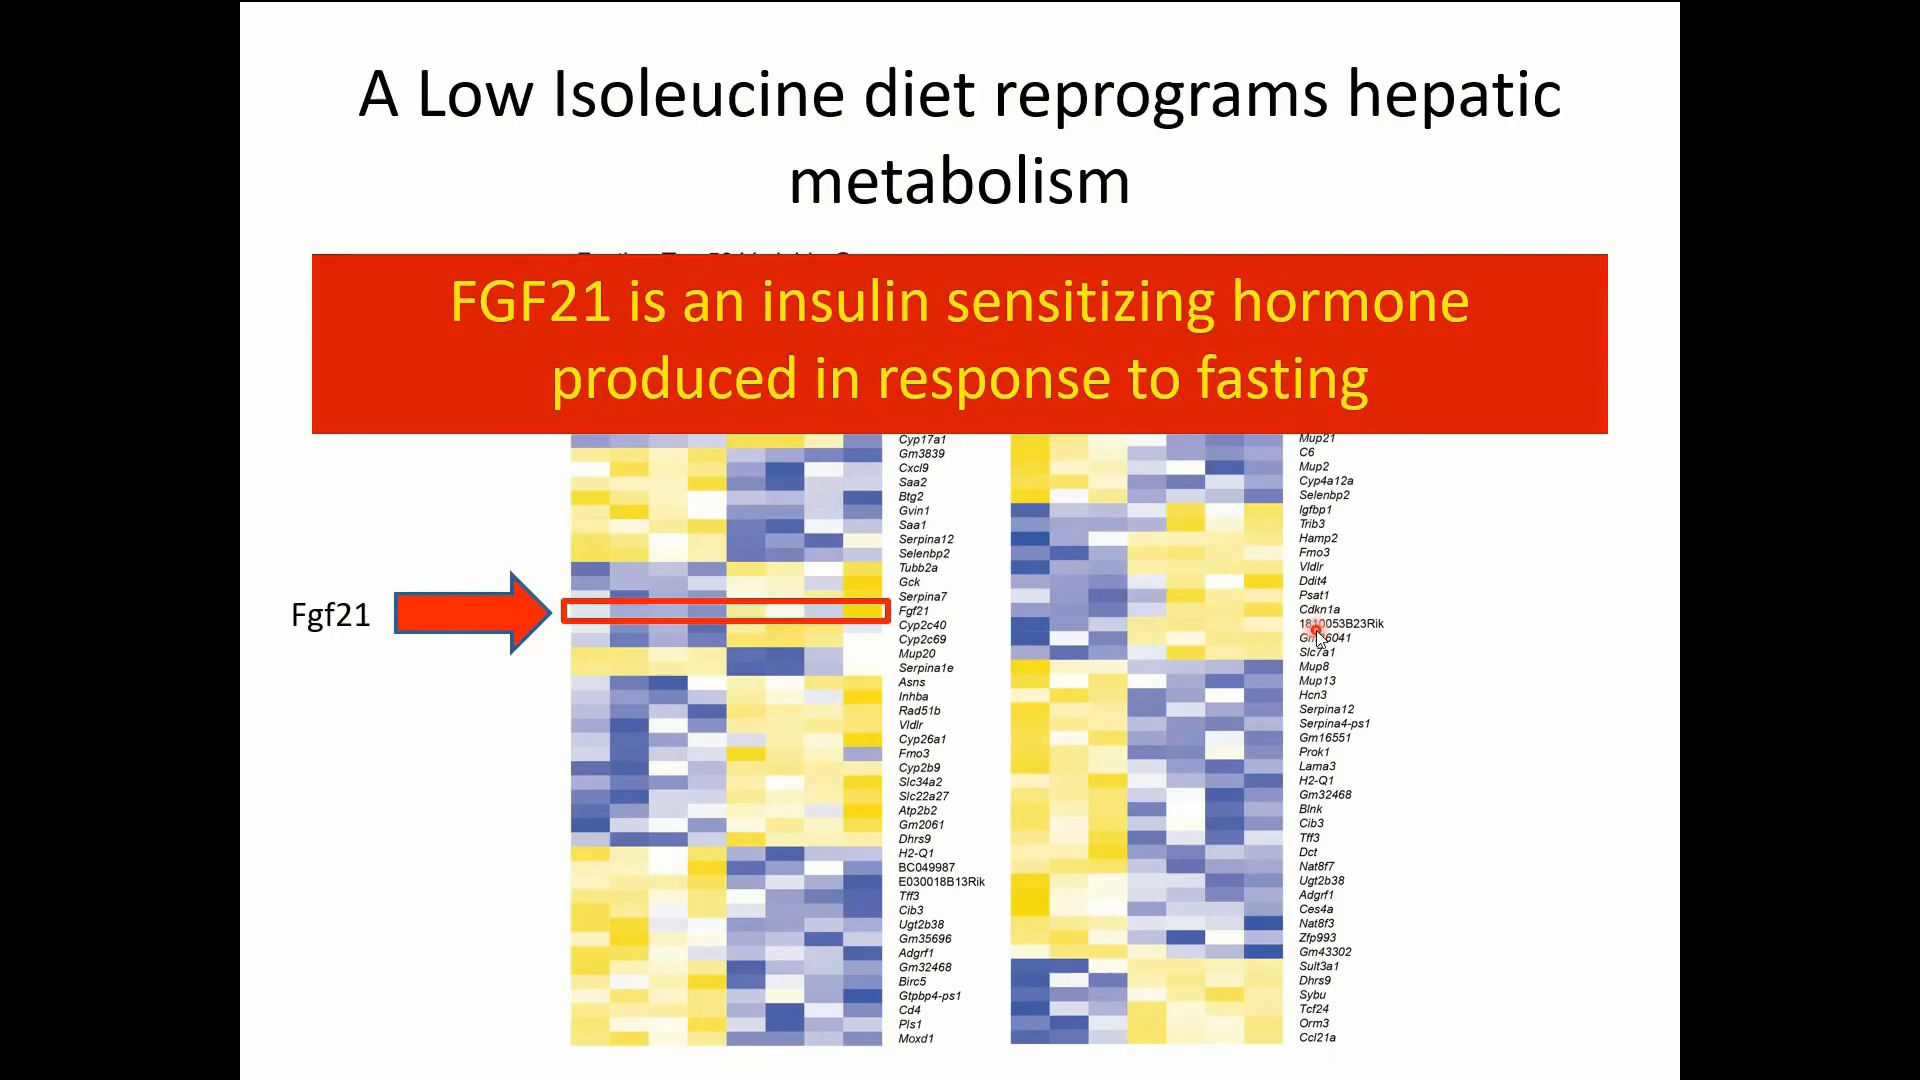 A Low Isoleucine diet reprograms hepatic
metabolism
FGF21 is an insulin sensitizing hormone
produced in response to fasting
Fgf21
Cyp17a1
Gm3839
Cxcl9
Saa2
Btg2
Gvin1
Saa1
Serpina12
Selenbp2
Tubb2a
Gck
Serpina7
Fgf21
Cyp2c40
Cyp2c69
Mup20
Serpina1e
Asns
Inhba
Rad51b
Vldlr
Cyp26a1
Fmo3
Cyp2b9
Slc34a2
Slc22a27
Atp2b2
Gm2061
Dhrs9
H2-Q1
BC049987
E030018B13Rik
Tff3
Cib3
Ugt2b38
Gm35696
Adgrf1
Gm32468
Birc5
Gtpbp4-ps1
Cd4
Pls1
Moxd1
Mup21
C6
Mup2
Cyp4a12a
Selenbp2
Igfbp1
Trib3
Hamp2
Fmo3
Vldlr
Ddit4
Psat1
Cdkn1a
1810053B23Rik
Slc7a1
Mup8
Mup13
Hcn3
Serpina12
Serpina4-ps1
Gm16551
Prok1
Lama3
H2-Q1
Gm32468
Blnk
Cib3
Tff3
Dct
Nat8f7
Ugt2b38
Adgrf1
Ces4a
Nat8f3
Zfp993
Gm43302
Sult3a1
Dhrs9
Sybu
Tcf24
Orm3
Ccl21a